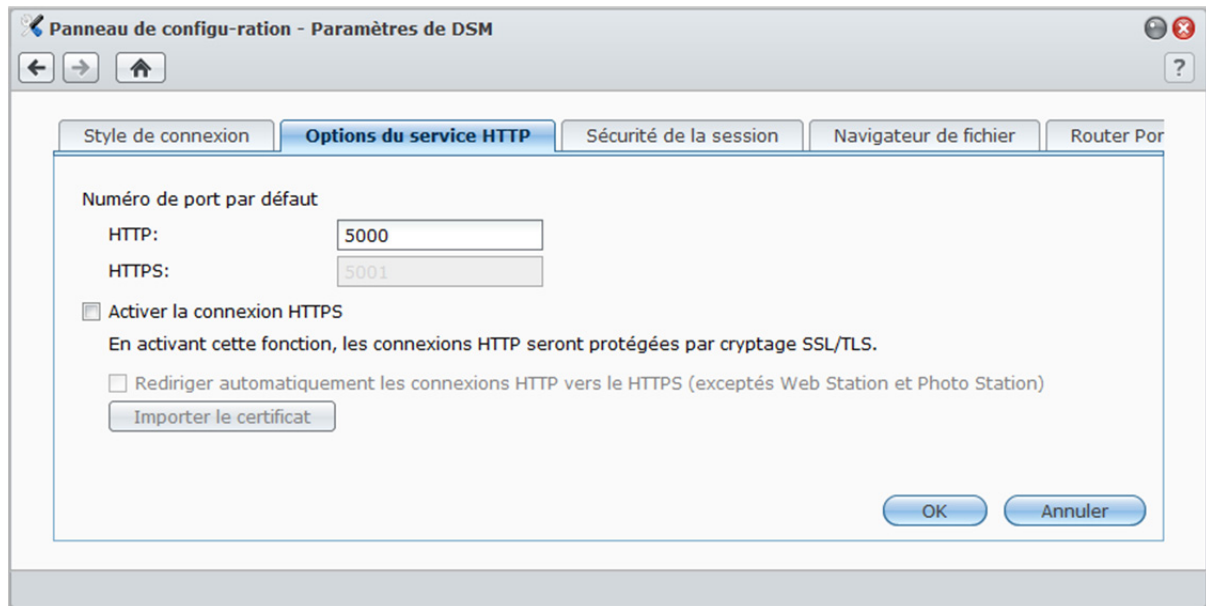 Panneau de configu-ration - Paramètres de DSM
?
Style de connexion
Options du service HTTP
Sécurité de la session
Navigateur de fichier
Router Por
Numéro de port par défaut
HTTP:
5000
HTTPS:
5001
Activer la connexion HTTPS
En activant cette fonction, les connexions HTTP seront protégées par cryptage SSL/TLS.
Rediriger automatiquement les connexions HTTP vers le HTTPS (exceptés Web Station et Photo Station)
Importer le certificat
OK
Annuler